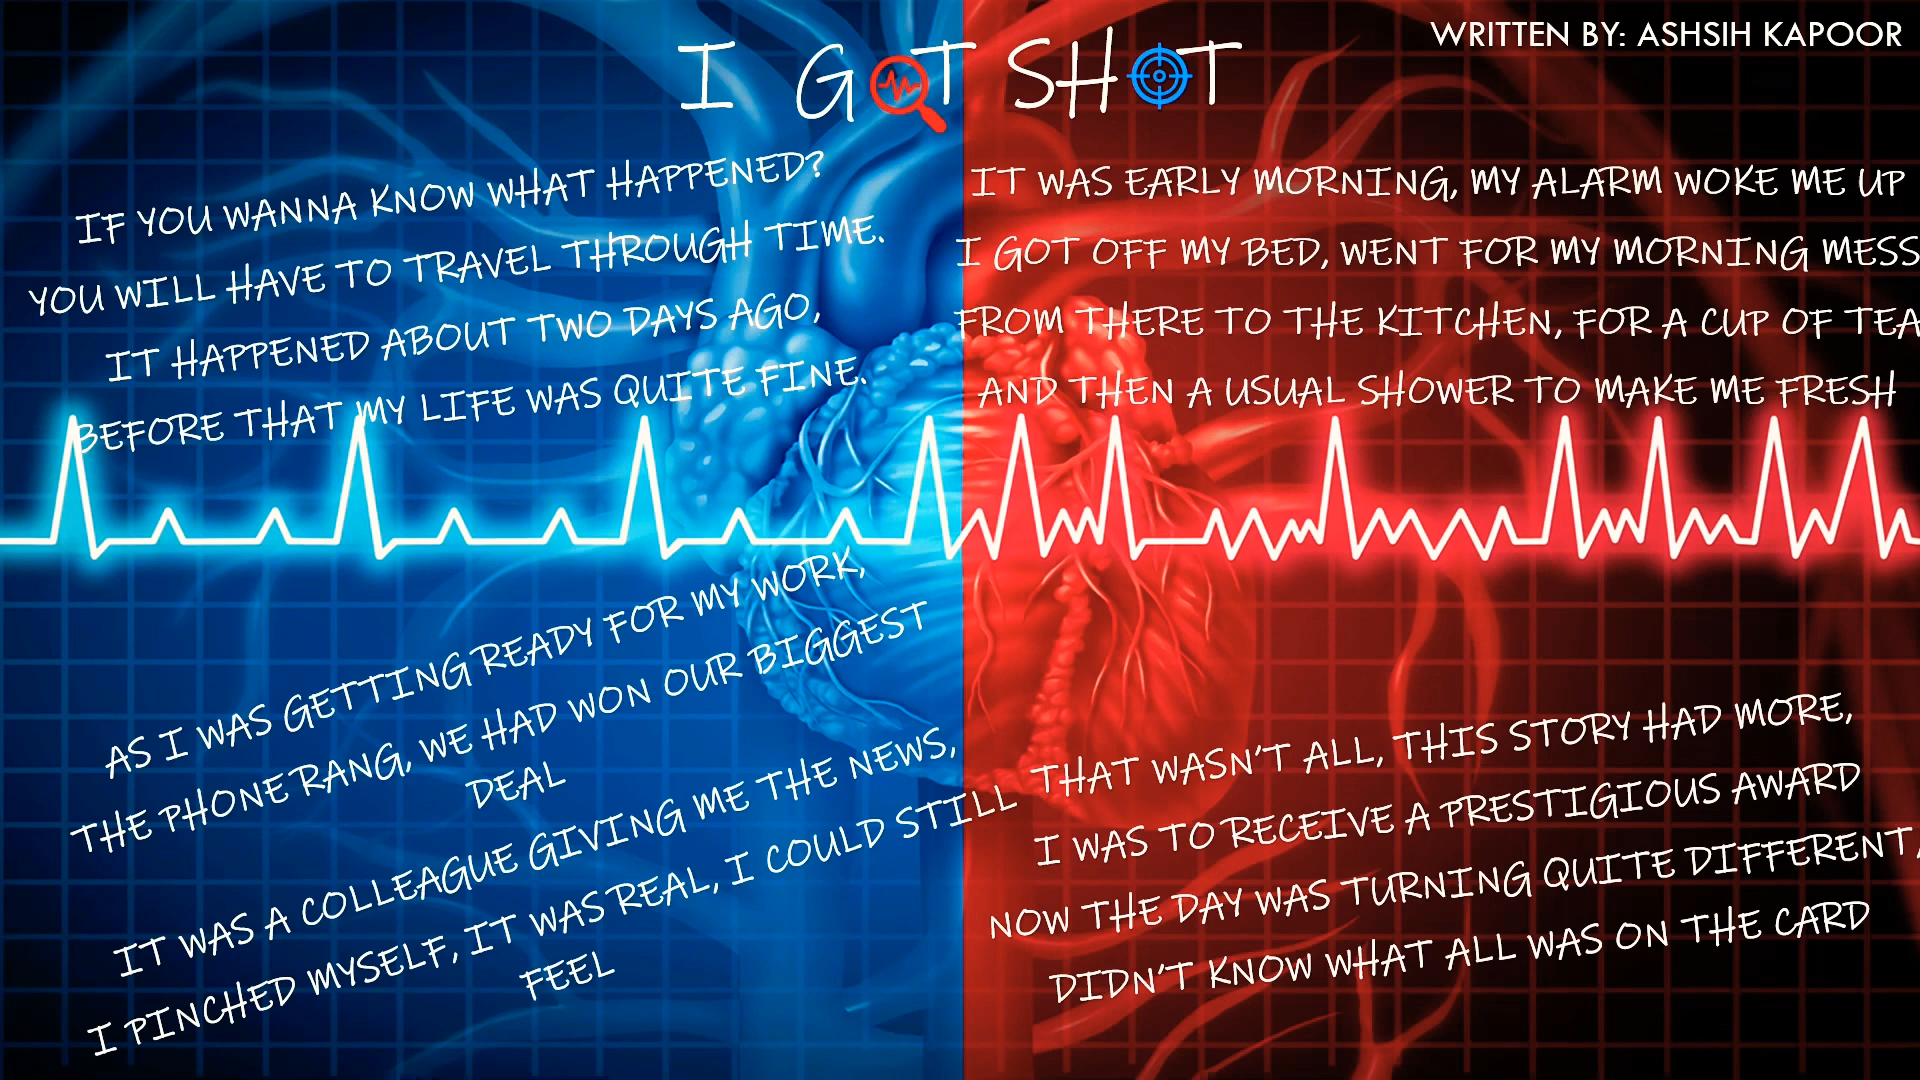 I GOT SHOT
WRITTEN BY: ASHSIH KAPOOR
IF YOU WANNA KNOW WHAT HAPPENED?
YOU WILL HAVE TO TRAVEL THROUGH TIME.
IT HAPPENED ABOUT TWO DAYS AGO,
BEFORE THAT MY LIFE WAS QUITE FINE.
IT WAS EARLY MORNING, MY ALARM WOKE ME UP
I GOT OFF MY BED, WENT FOR MY MORNING MESS
FROM THERE TO THE KITCHEN, FOR A CUP OF TEA
AND THEN A USUAL SHOWER TO MAKE ME FRESH
AS I WAS GETTING READY FOR MY WORK,
THE PHONE RANG, WE HAD WON OUR BIGGEST
DEAL
IT WAS A COLLEAGUE GIVING ME THE NEWS,
I PINCHED MYSELF, IT WAS REAL, I COULD STILL
FEEL
THAT WASN'T ALL, THIS STORY HAD MORE,
I WAS TO RECEIVE A PRESTIGIOUS AWARD
NOW THE DAY WAS TURNING QUITE DIFFERENT,
DIDN'T KNOW WHAT ALL WAS ON THE CARD